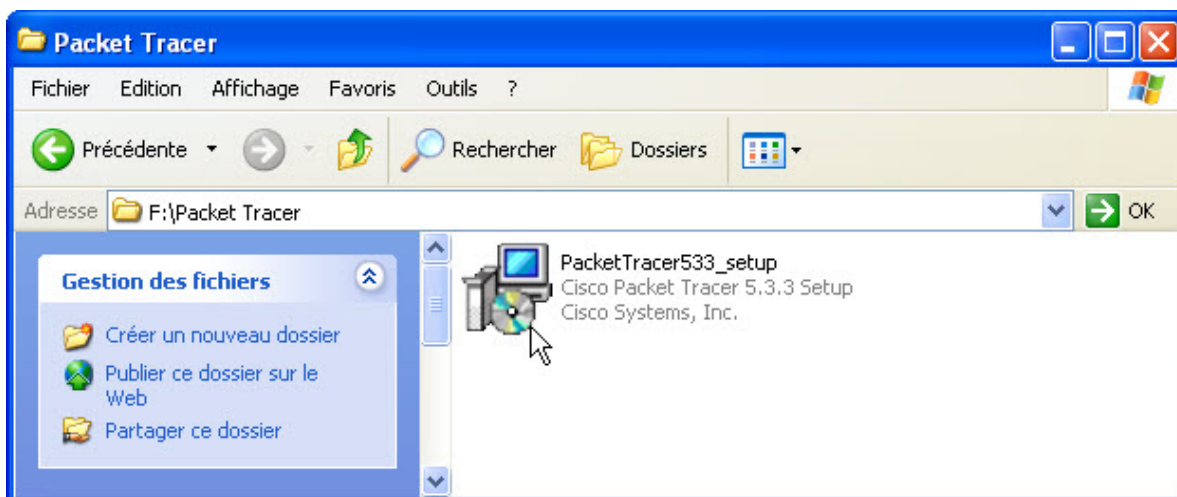 Packet Tracer
Fichier Edition Affichage Favoris Outils ?
Précédente Rechercher Dossiers
Adresse F:\Packet Tracer OK
Gestion des fichiers
Créer un nouveau dossier
Publier ce dossier sur le
Web
Partager ce dossier
PacketTracer533_setup
Cisco Packet Tracer 5.3.3 Setup
Cisco Systems, Inc.